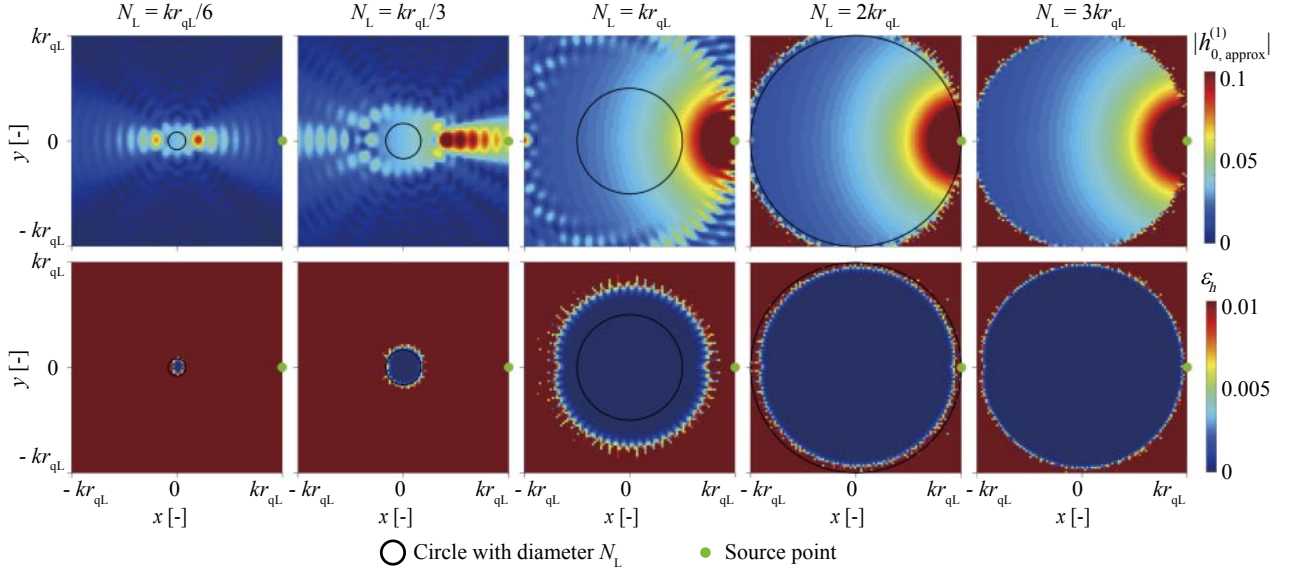 N_L = kr_qL/6 N_L = kr_qL/3 N_L = kr_qL N_L = 2kr_qL N_L = 3kr_qL
kr_qL
|h_0, approx^(1)|
0.1
y [-] 0 0.05
- kr_qL 0
kr_qL ε_h
0.01
y [-] 0 0.005
- kr_qL 0
- kr_qL 0 kr_qL - kr_qL 0 kr_qL - kr_qL 0 kr_qL - kr_qL 0 kr_qL - kr_qL 0 kr_qL
x [-] x [-] x [-] x [-] x [-]
Circle with diameter N_L Source point